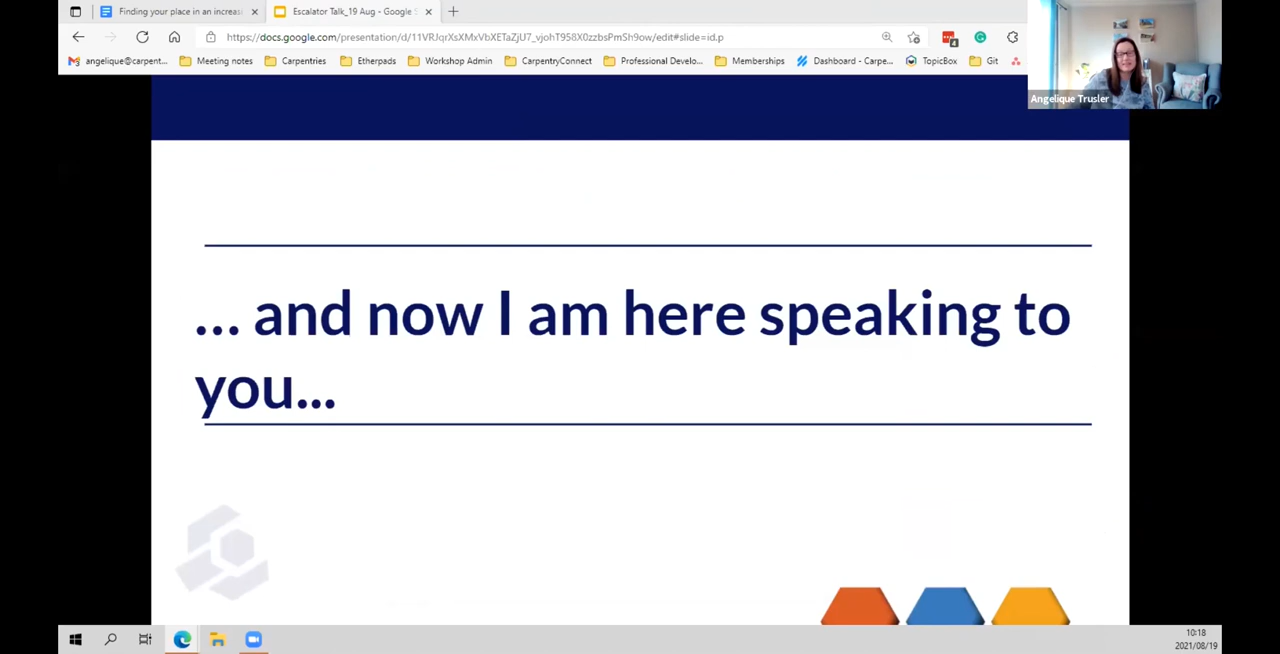 Finding your place in an increas
Escalator Talk_19 Aug - Google S
https://docs.google.com/presentation/d/11VRJqrXsXMxVbXETaZjU7_vjohT958X0zzbsPmSh9ow/edit#slide=id.p
4
angelique@carpent...
Meeting notes
Carpentries
Etherpads
Workshop Admin
CarpentryConnect
Professional Develo...
Memberships
Dashboard - Carpe...
TopicBox
Git
Angelique Trusler
... and now I am here speaking to
you...
10:18
2021/08/19